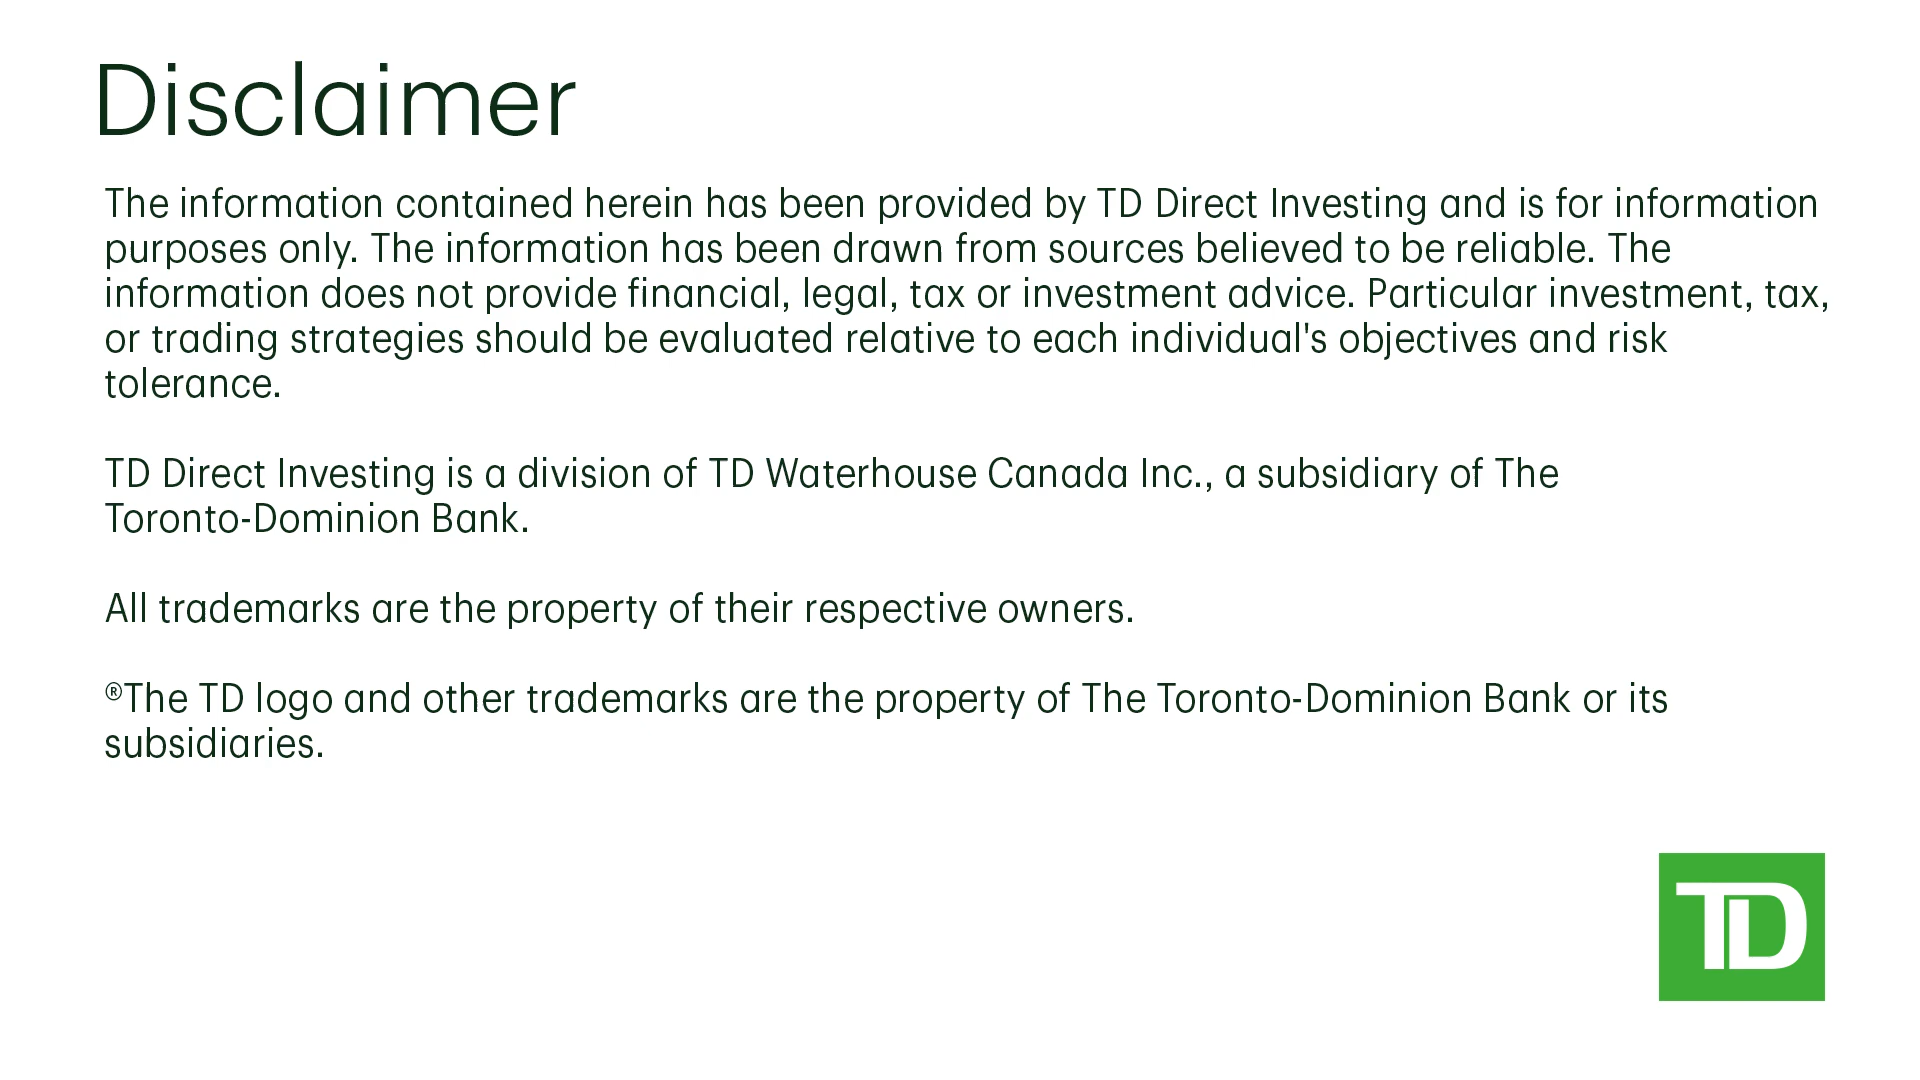 Disclaimer
The information contained herein has been provided by TD Direct Investing and is for information
purposes only. The information has been drawn from sources believed to be reliable. The
information does not provide financial, legal, tax or investment advice. Particular investment, tax,
or trading strategies should be evaluated relative to each individual's objectives and risk
tolerance.
TD Direct Investing is a division of TD Waterhouse Canada Inc., a subsidiary of The
Toronto-Dominion Bank.
All trademarks are the property of their respective owners.
®The TD logo and other trademarks are the property of The Toronto-Dominion Bank or its
subsidiaries.
TD